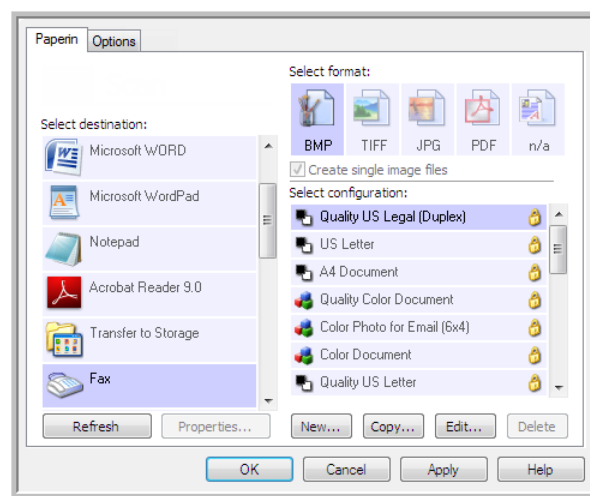 Paperin
Options
Select format:
BMP
TIFF
JPG
PDF
n/a
Create single image files
Select destination:
Microsoft WORD
Microsoft WordPad
Notepad
Acrobat Reader 9.0
Transfer to Storage
Fax
Select configuration:
Quality US Legal (Duplex)
US Letter
A4 Document
Quality Color Document
Color Photo for Email (6x4)
Color Document
Quality US Letter
Refresh
Properties...
New...
Copy...
Edit...
Delete
OK
Cancel
Apply
Help